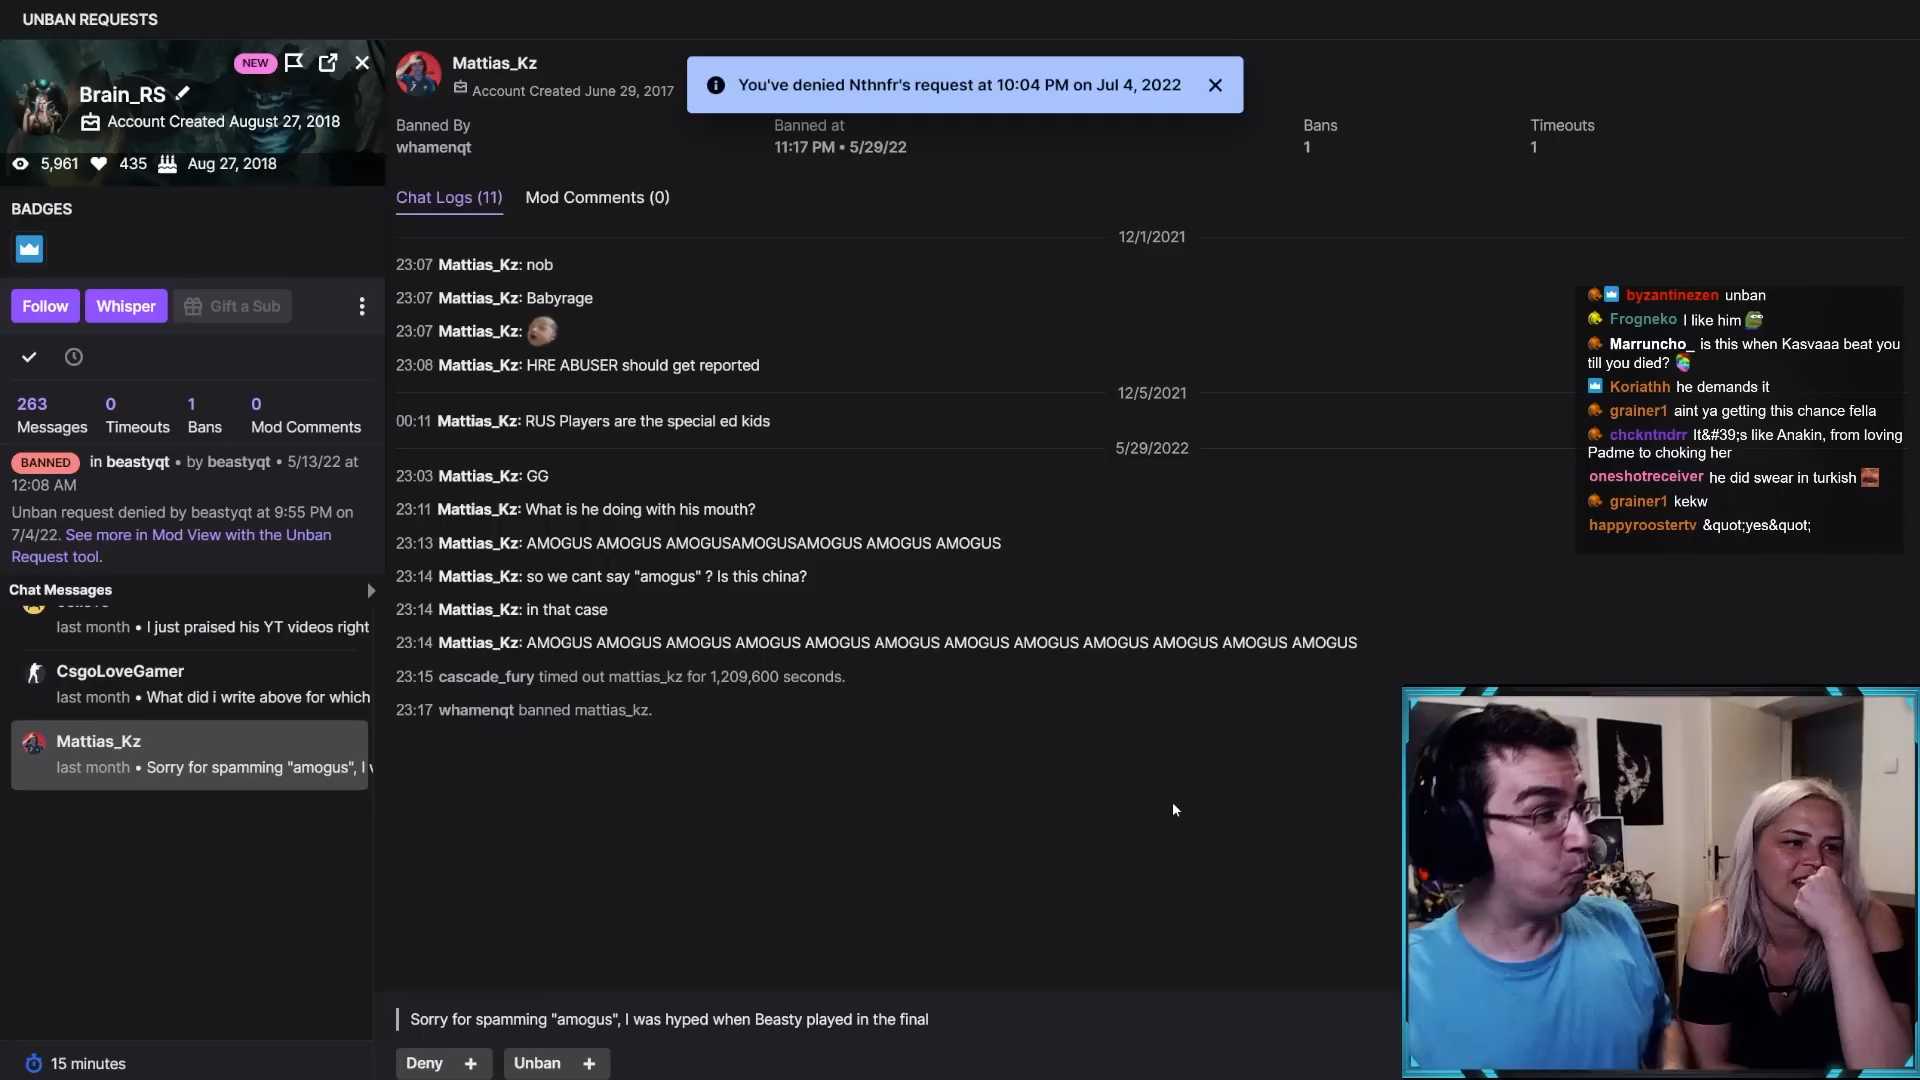 UNBAN REQUESTS
NEW
Brain_RS
Account Created August 27, 2018
5,961 435 Aug 27, 2018
BADGES
Follow Whisper Gift a Sub
263 0 1 0
Messages Timeouts Bans Mod Comments
BANNED in beastyqt • by beastyqt • 5/13/22 at
12:08 AM
Unban request denied by beastyqt at 9:55 PM on
7/4/22. See more in Mod View with the Unban
Request tool.
Chat Messages
last month • I just praised his YT videos right
CsgoLoveGamer
last month • What did i write above for which
Mattias_Kz
last month • Sorry for spamming "amogus", I
15 minutes
Mattias_Kz
Account Created June 29, 2017
You've denied Nthnfr's request at 10:04 PM on Jul 4, 2022
Banned By Banned at Bans Timeouts
whamenqt 11:17 PM • 5/29/22 1 1
Chat Logs (11) Mod Comments (0)
12/1/2021
23:07 Mattias_Kz: nob
23:07 Mattias_Kz: Babyrage
23:07 Mattias_Kz:
23:08 Mattias_Kz: HRE ABUSER should get reported
12/5/2021
00:11 Mattias_Kz: RUS Players are the special ed kids
5/29/2022
23:03 Mattias_Kz: GG
23:11 Mattias_Kz: What is he doing with his mouth?
23:13 Mattias_Kz: AMOGUS AMOGUS AMOGUSAMOGUSAMOGUS AMOGUS AMOGUS
23:14 Mattias_Kz: so we cant say "amogus" ? Is this china?
23:14 Mattias_Kz: in that case
23:14 Mattias_Kz: AMOGUS AMOGUS AMOGUS AMOGUS AMOGUS AMOGUS AMOGUS AMOGUS AMOGUS AMOGUS AMOGUS AMOGUS
23:15 cascade_fury timed out mattias_kz for 1,209,600 seconds.
23:17 whamenqt banned mattias_kz.
Sorry for spamming "amogus", I was hyped when Beasty played in the final
Deny + Unban +
byzantinezen unban
Frogneko I like him
Marruncho_ is this when Kasvaaa beat you
till you died?
Koriathh he demands it
grainer1 aint ya getting this chance fella
chckntndrr It&#39;s like Anakin, from loving
Padme to choking her
oneshotreceiver he did swear in turkish
grainer1 kekw
happyroostertv &quot;yes&quot;